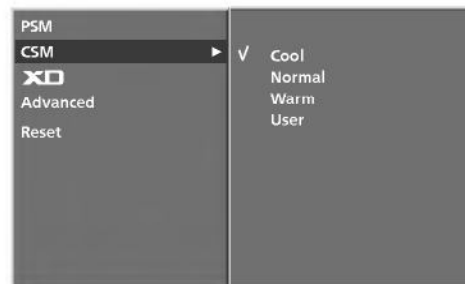 PSM
CSM ▶
XD
Advanced
Reset
√ Cool
Normal
Warm
User